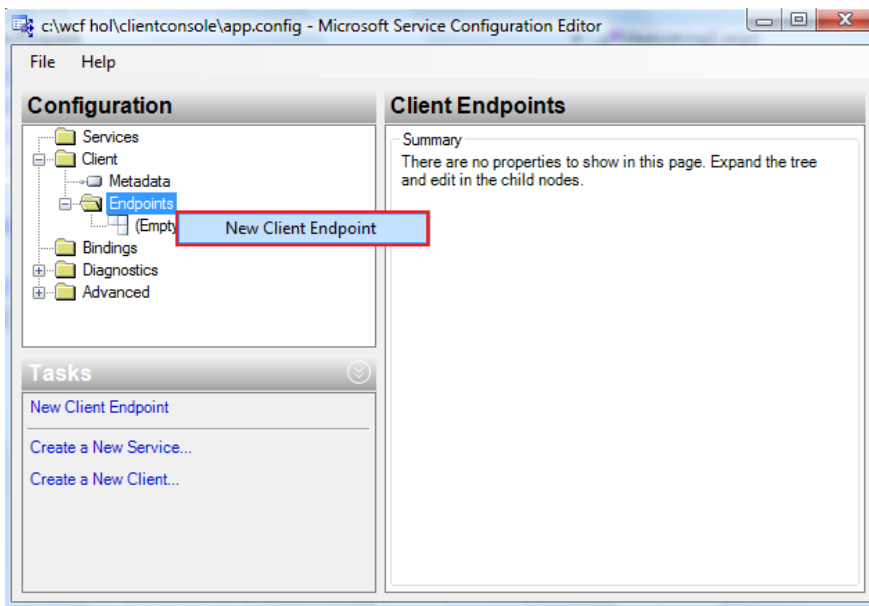 c:\wcf hol\clientconsole\app.config - Microsoft Service Configuration Editor
File Help
Configuration
Services
Client
Metadata
Endpoints
(Empty
New Client Endpoint
Bindings
Diagnostics
Advanced
Tasks
New Client Endpoint
Create a New Service...
Create a New Client...
Client Endpoints
Summary
There are no properties to show in this page. Expand the tree
and edit in the child nodes.